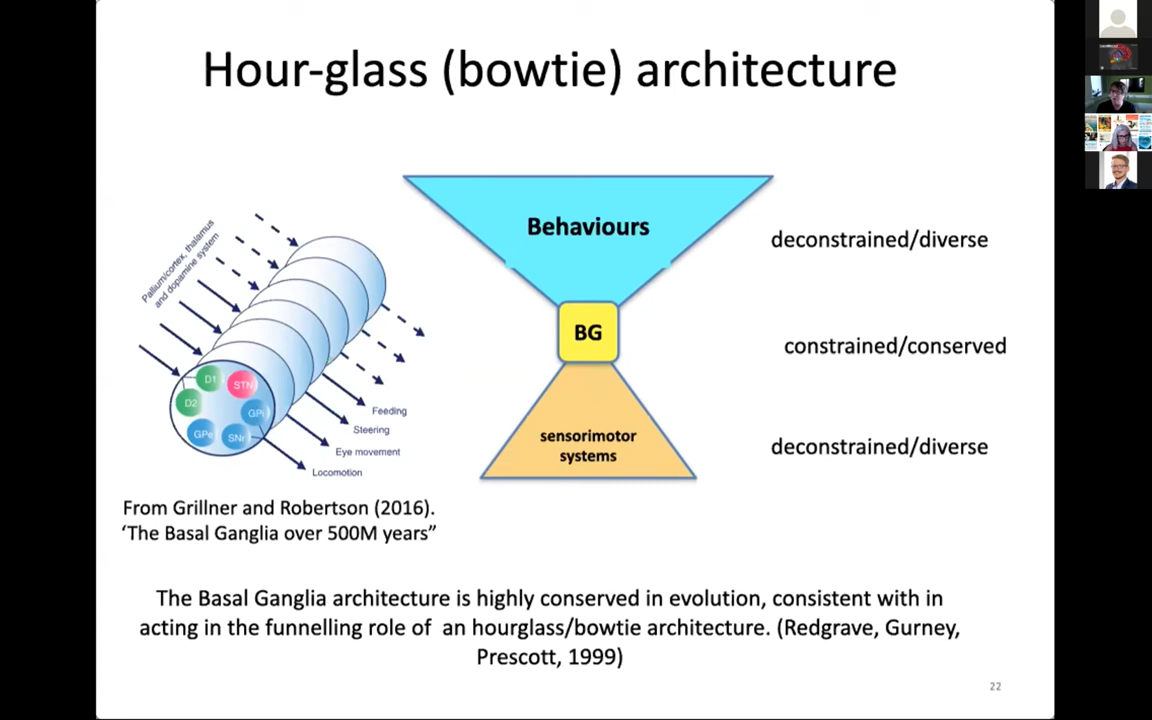 Hour-glass (bowtie) architecture
Pallium/cortex, thalamus
and dopamine system
D1
STN
D2
GPi
GPe
SNr
Feeding
Steering
Eye movement
Locomotion
From Grillner and Robertson (2016).
‘The Basal Ganglia over 500M years”
Behaviours
BG
sensorimotor
systems
deconstrained/diverse
constrained/conserved
deconstrained/diverse
The Basal Ganglia architecture is highly conserved in evolution, consistent with in
acting in the funnelling role of an hourglass/bowtie architecture. (Redgrave, Gurney,
Prescott, 1999)
22